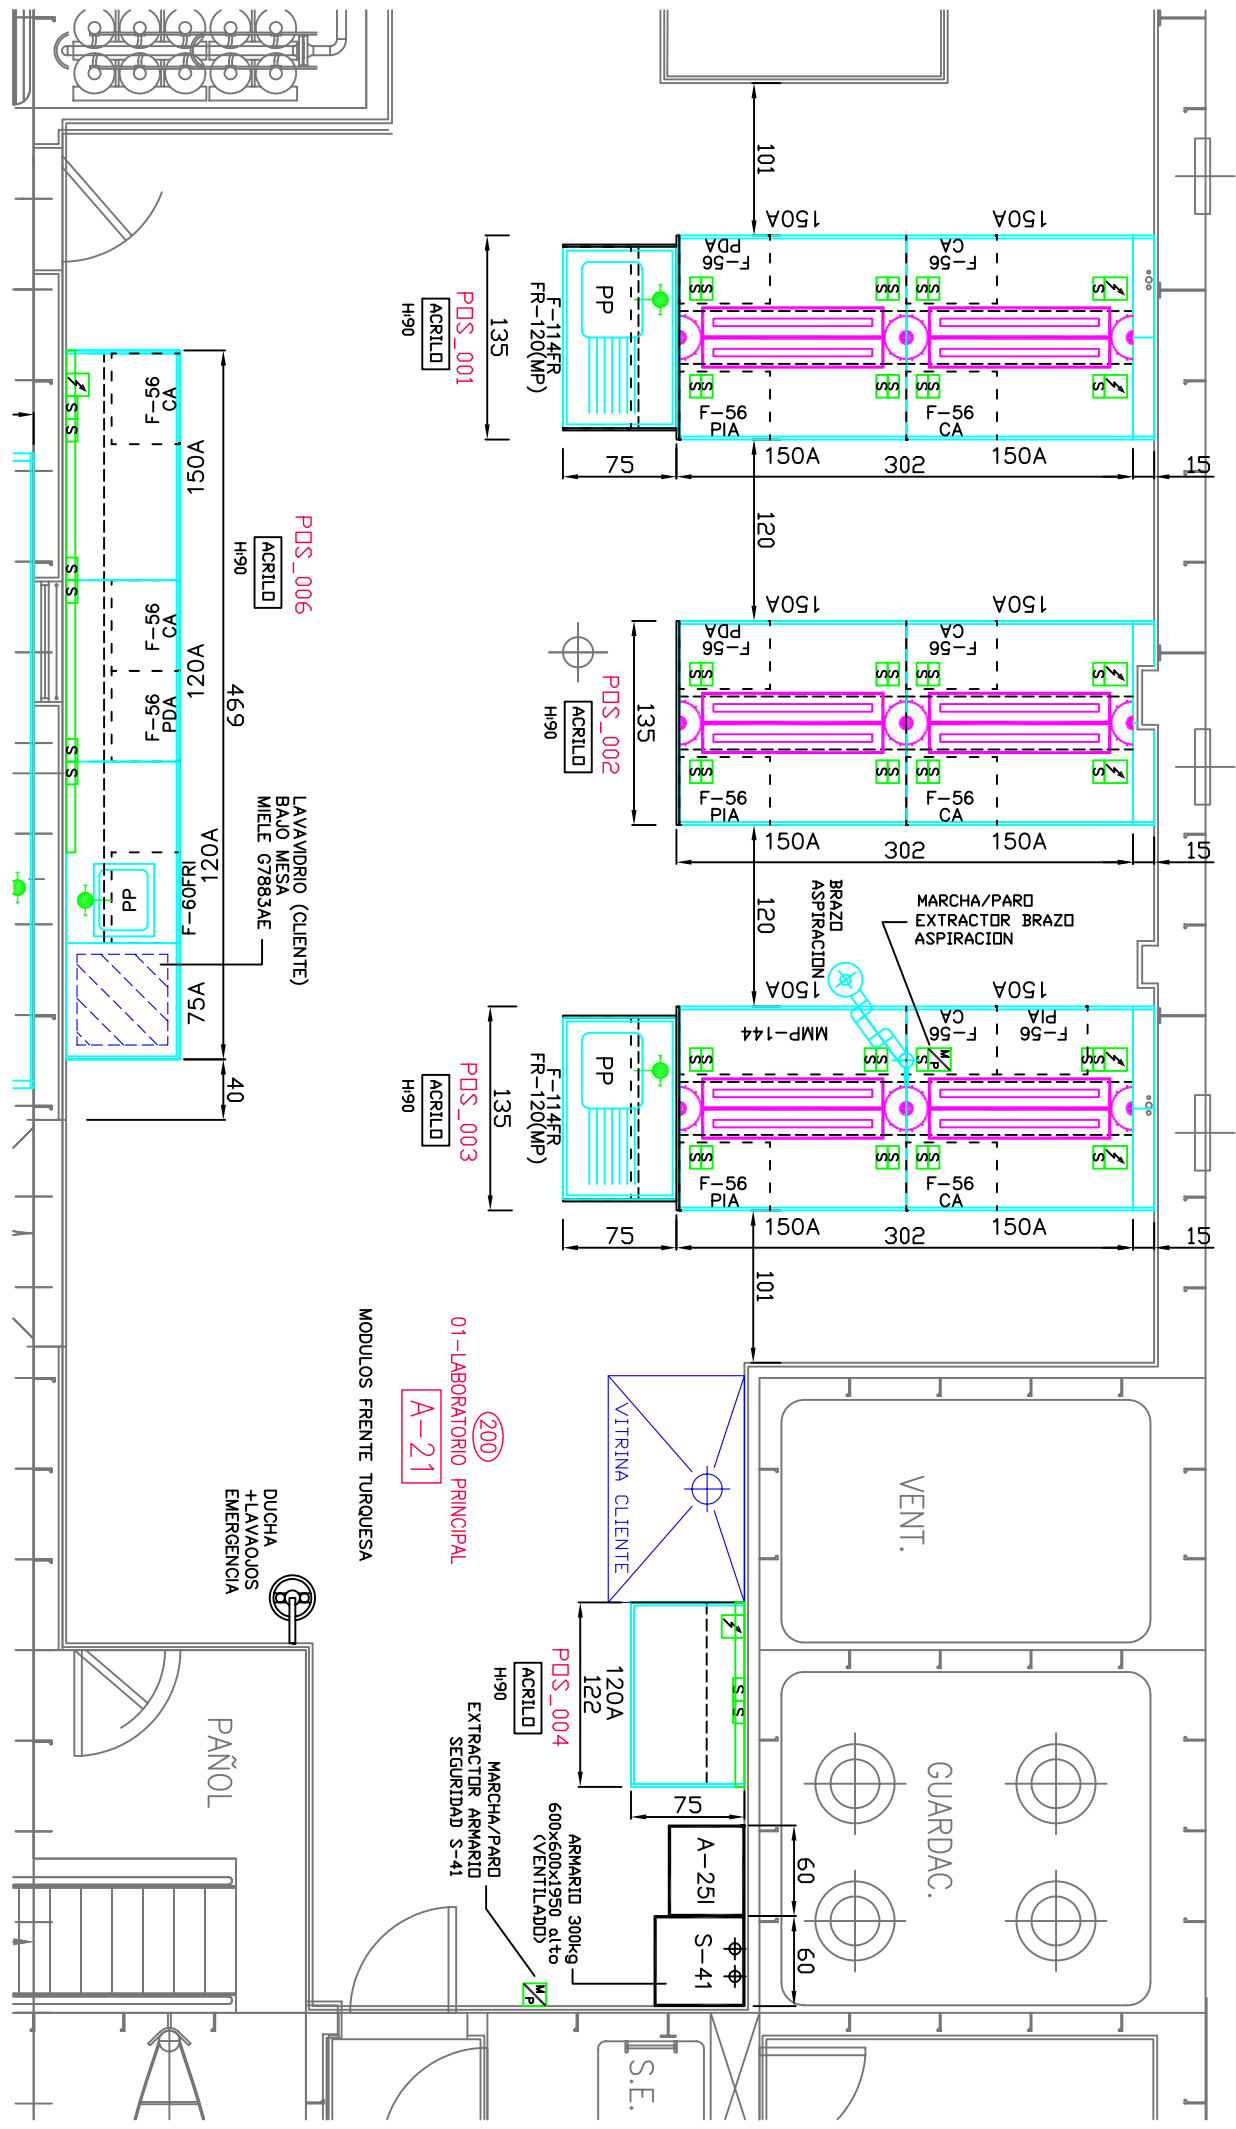 101
150A
150A
F-56
PDA
F-56
CA
S
S
S
S
S
S
S
PP
F-114FR
FR-120(MP)
135
POS_001
ACRILO
H:90
S
S
S
S
S
S
S
F-56
PIA
F-56
CA
75
150A
302
150A
15
120
F-56
CA
150A
S
S
469
POS_006
ACRILO
H:90
S
S
F-56
CA
120A
F-56
PDA
S
S
120A
PP
F-60FRI
75A
40
LAVAVIDRIO (CLIENTE)
BAJO MESA
MIELE G7883AE
150A
150A
F-56
PDA
F-56
CA
S
S
S
S
S
S
S
135
POS_002
ACRILO
H:90
S
S
S
S
S
S
S
F-56
PIA
F-56
CA
150A
302
150A
15
120
BRAZO
ASPIRACION
MARCHA/PARO
EXTRACTOR BRAZO
ASPIRACION
150A
150A
MMP-144
F-56
CA
F-56
PIA
S
S
S
S
S
M/P
S
S
PP
F-114FR
FR-120(MP)
135
POS_003
ACRILO
H:90
S
S
S
S
S
S
S
F-56
PIA
F-56
CA
75
150A
302
150A
15
101
200
01-LABORATORIO PRINCIPAL
A-21
MODULOS FRENTE TURQUESA
VITRINA CLIENTE
VENT.
DUCHA
+LAVAOJOS
EMERGENCIA
S
S
120A
122
POS_004
ACRILO
H:90
75
GUARDAC.
PAÑOL
MARCHA/PARO
EXTRACTOR ARMARIO
SEGURIDAD S-41
ARMARIO 300kg
600x600x1950 alto
(VENTILADO)
A-25I
60
S-41
60
M/P
S.E.